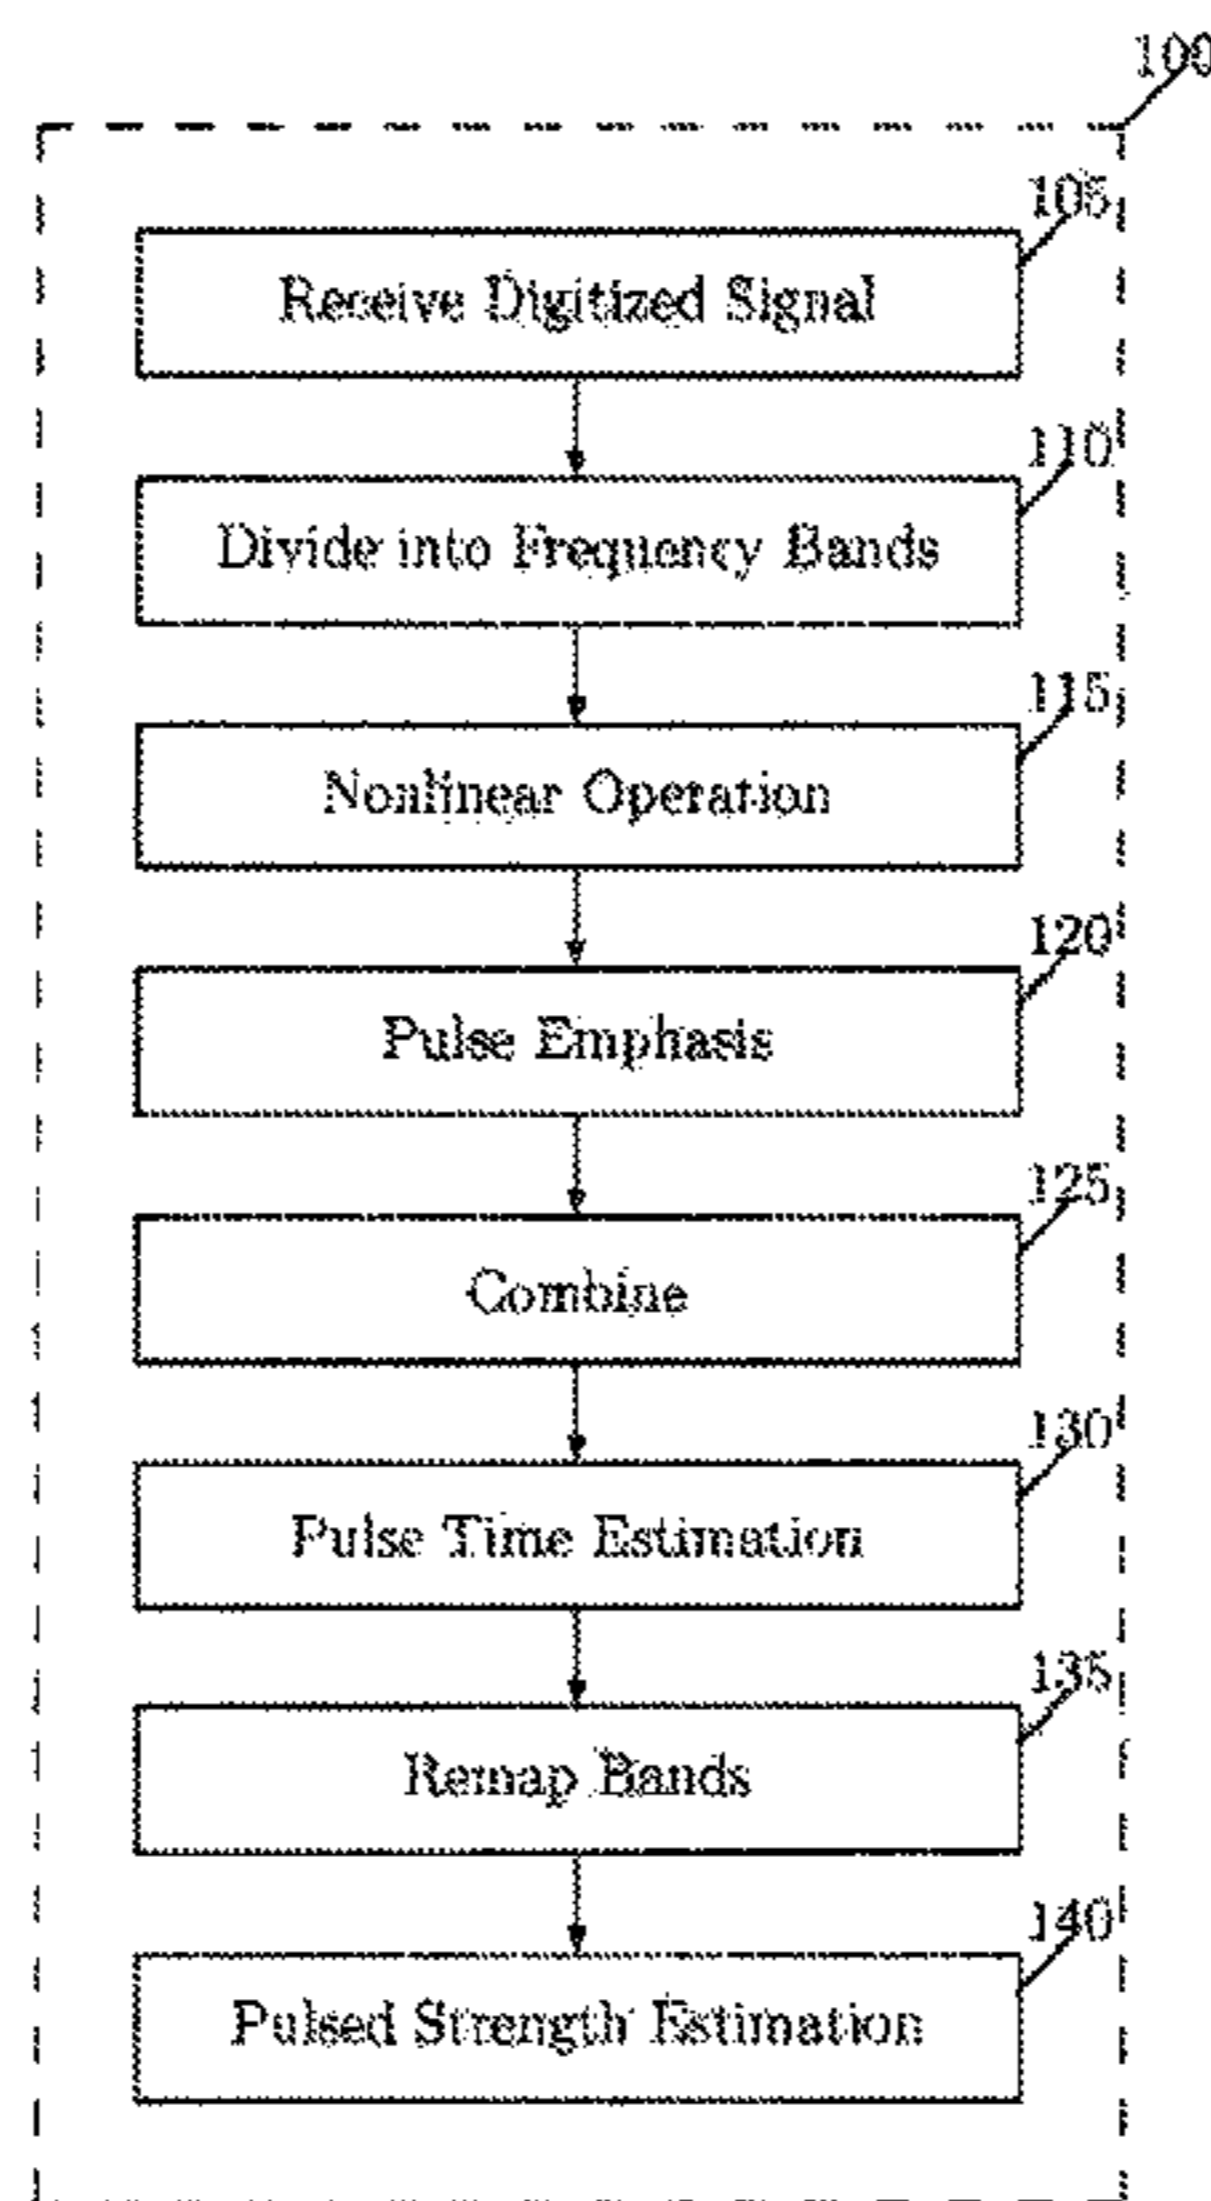 100
105
Receive Digitized Signal
110
Divide into Frequency Bands
115
Nonlinear Operation
120
Pulse Emphasis
125
Combine
130
Pulse Time Estimation
135
Remap Bands
140
Pulsed Strength Estimation